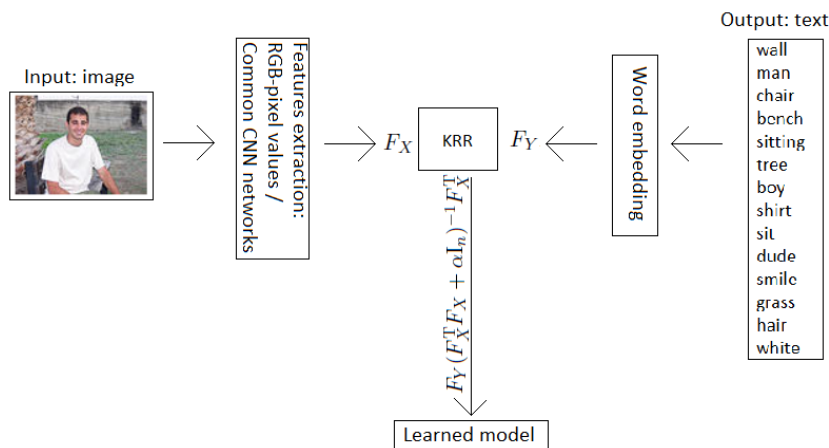 Input: image
Features extraction:
RGB-pixel values /
Common CNN networks
F_X
KRR
F_Y
Word embedding
Output: text
wall
man
chair
bench
sitting
tree
boy
shirt
sit
dude
smile
grass
hair
white
F_Y(F_X^T F_X + αI_n)^{-1} F_X^T
Learned model